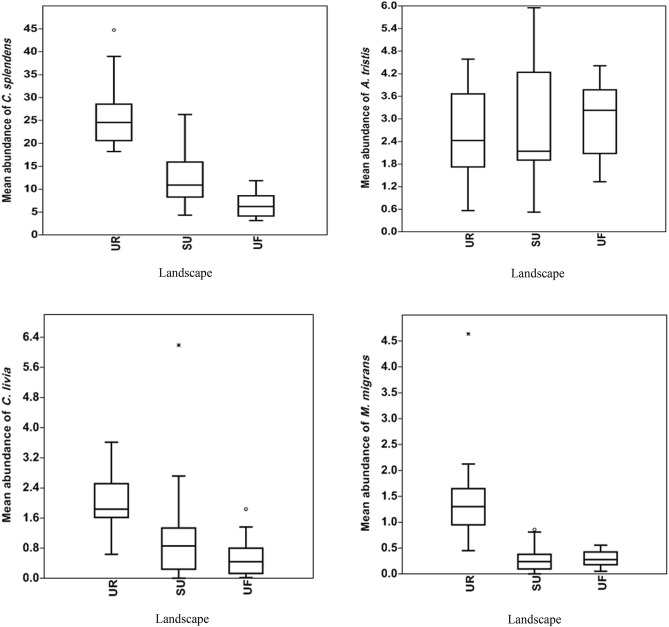 Mean abundance of C. splendens
45
40
35
30
25
20
15
10
5
0
UR
SU
UF
Landscape
Mean abundance of A. tristis
6.0
5.4
4.8
4.2
3.6
3.0
2.4
1.8
1.2
0.6
0.0
UR
SU
UF
Landscape
Mean abundance of C. livia
6.4
5.6
4.8
4.0
3.2
2.4
1.6
0.8
0.0
UR
SU
UF
Landscape
Mean abundance of M. migrans
4.5
4.0
3.5
3.0
2.5
2.0
1.5
1.0
0.5
0.0
UR
SU
UF
Landscape